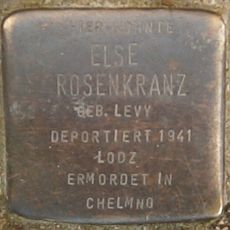 HIER WOHNTE
ELSE
ROSENKRANZ
GEB. LEVY
DEPORTIERT 1941
LODZ
ERMORDET IN
CHELMNO